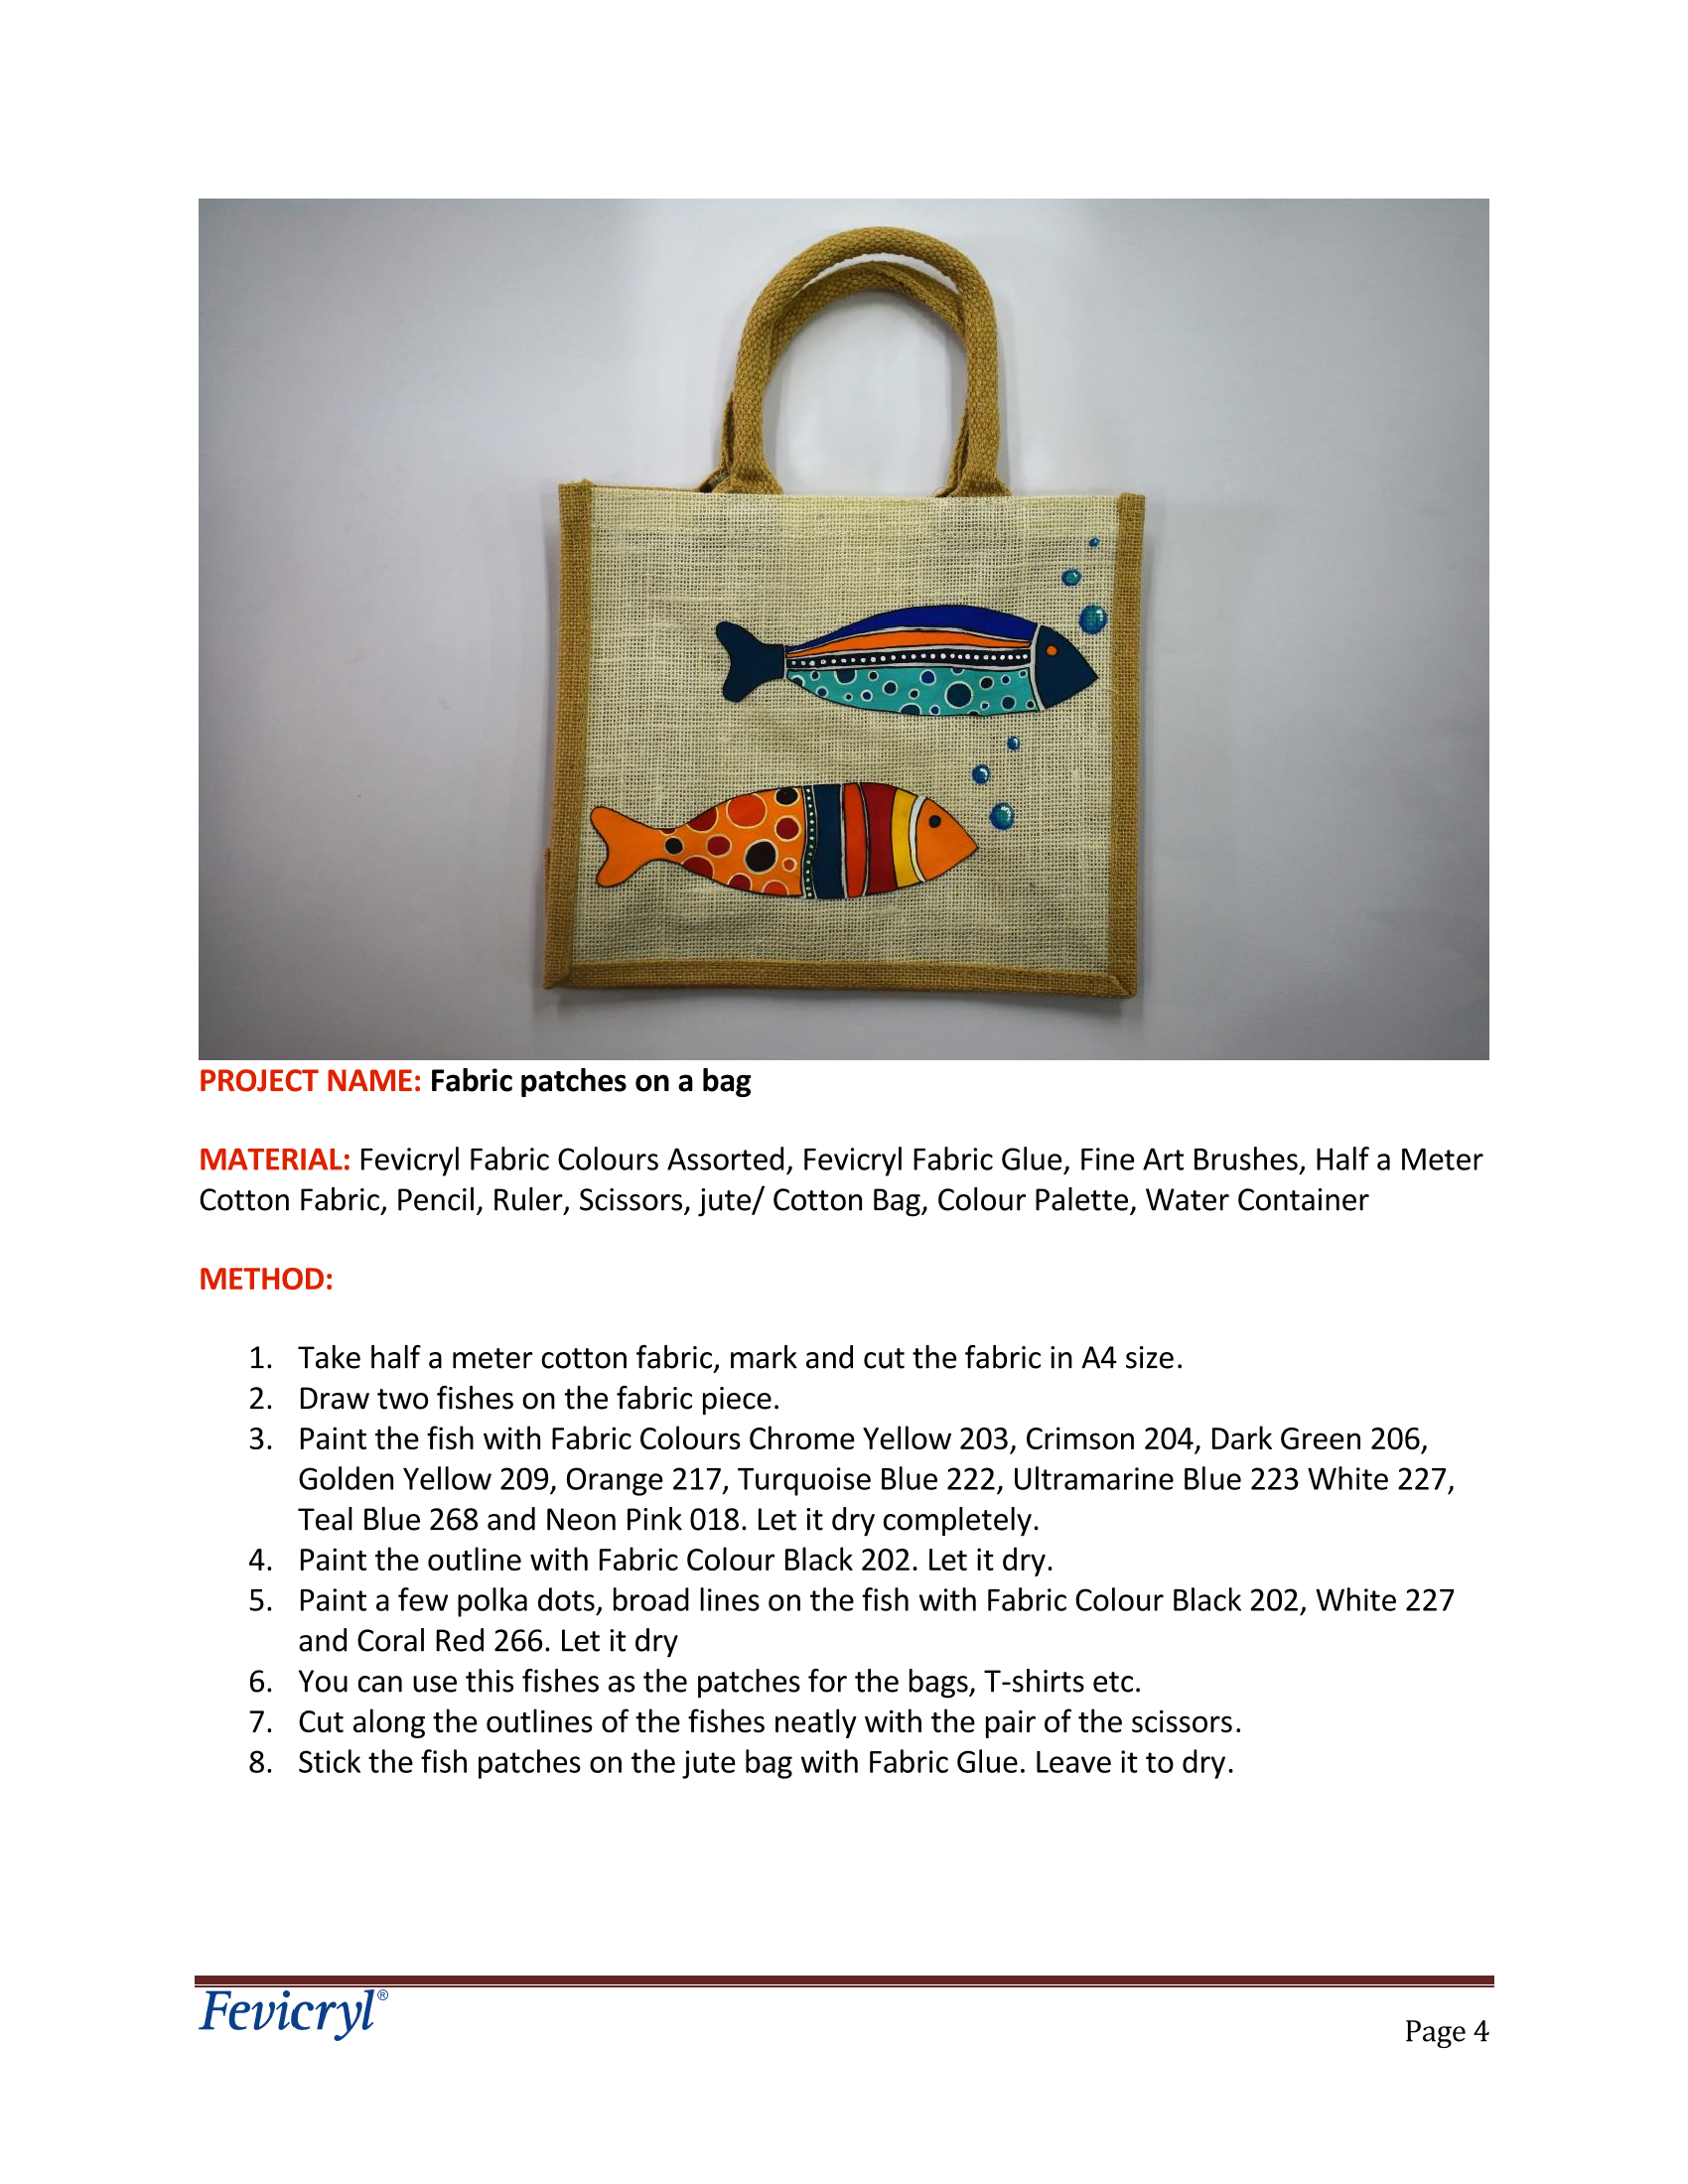 PROJECT NAME: Fabric patches on a bag
MATERIAL: Fevicryl Fabric Colours Assorted, Fevicryl Fabric Glue, Fine Art Brushes, Half a Meter
Cotton Fabric, Pencil, Ruler, Scissors, jute/ Cotton Bag, Colour Palette, Water Container
METHOD:
1. Take half a meter cotton fabric, mark and cut the fabric in A4 size.
2. Draw two fishes on the fabric piece.
3. Paint the fish with Fabric Colours Chrome Yellow 203, Crimson 204, Dark Green 206,
Golden Yellow 209, Orange 217, Turquoise Blue 222, Ultramarine Blue 223 White 227,
Teal Blue 268 and Neon Pink 018. Let it dry completely.
4. Paint the outline with Fabric Colour Black 202. Let it dry.
5. Paint a few polka dots, broad lines on the fish with Fabric Colour Black 202, White 227
and Coral Red 266. Let it dry
6. You can use this fishes as the patches for the bags, T-shirts etc.
7. Cut along the outlines of the fishes neatly with the pair of the scissors.
8. Stick the fish patches on the jute bag with Fabric Glue. Leave it to dry.
Fevicryl®
Page 4